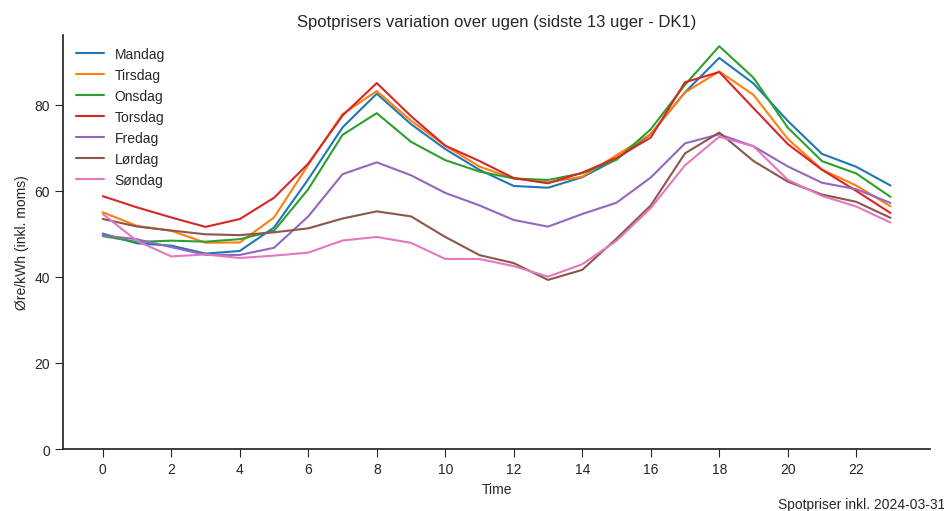 Spotprisers variation over ugen (sidste 13 uger - DK1)
Mandag
Tirsdag
Onsdag
Torsdag
Fredag
Lørdag
Søndag
Øre/kWh (inkl. moms)
80
60
40
20
0
0 2 4 6 8 10 12 14 16 18 20 22
Time
Spotpriser inkl. 2024-03-31